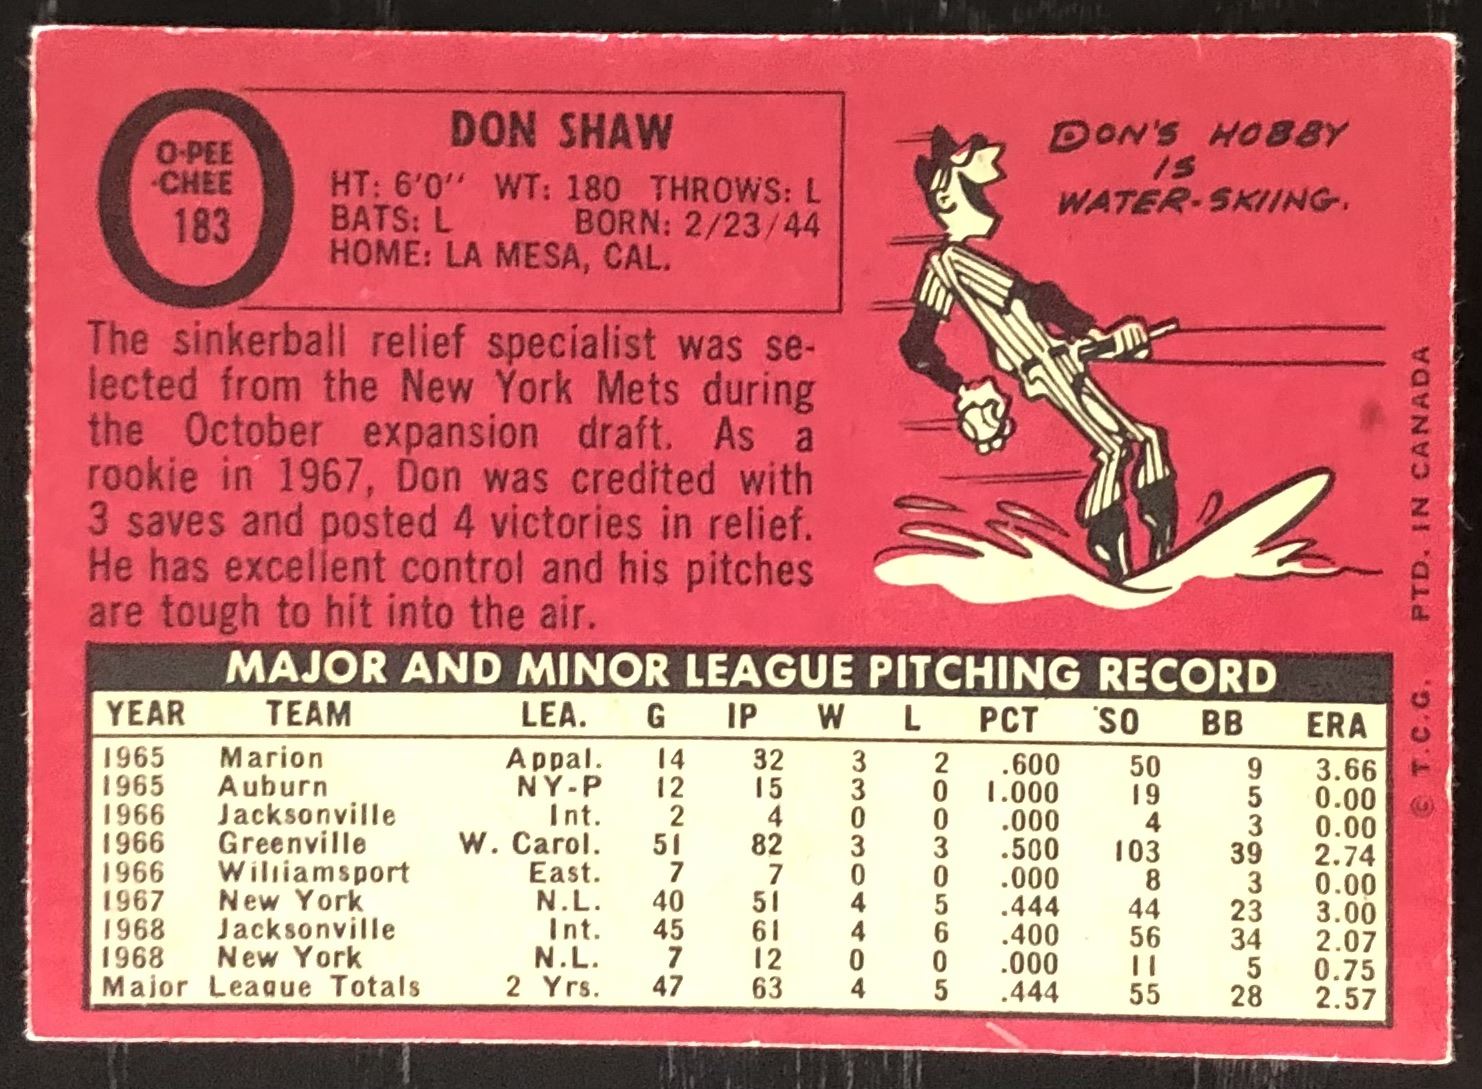 O-PEE
-CHEE
183
DON SHAW
HT: 6'0" WT: 180 THROWS: L
BATS: L BORN: 2/23/44
HOME: LA MESA, CAL.
DON'S HOBBY
IS
WATER-SKIING.
The sinkerball relief specialist was se-
lected from the New York Mets during
the October expansion draft. As a
rookie in 1967, Don was credited with
3 saves and posted 4 victories in relief.
He has excellent control and his pitches
are tough to hit into the air.
MAJOR AND MINOR LEAGUE PITCHING RECORD
YEAR TEAM LEA. G IP W L PCT SO BB ERA
1965 Marion Appal. 14 32 3 2 .600 50 9 3.66
1965 Auburn NY-P 12 15 3 0 1.000 19 5 0.00
1966 Jacksonville Int. 2 4 0 0 .000 4 3 0.00
1966 Greenville W. Carol. 51 82 3 3 .500 103 39 2.74
1966 Williamsport East. 7 7 0 0 .000 8 3 0.00
1967 New York N.L. 40 51 4 5 .444 44 23 3.00
1968 Jacksonville Int. 45 61 4 6 .400 56 34 2.07
1968 New York N.L. 7 12 0 0 .000 11 5 0.75
Major League Totals 2 Yrs. 47 63 4 5 .444 55 28 2.57
© T.C.G. PTD. IN CANADA